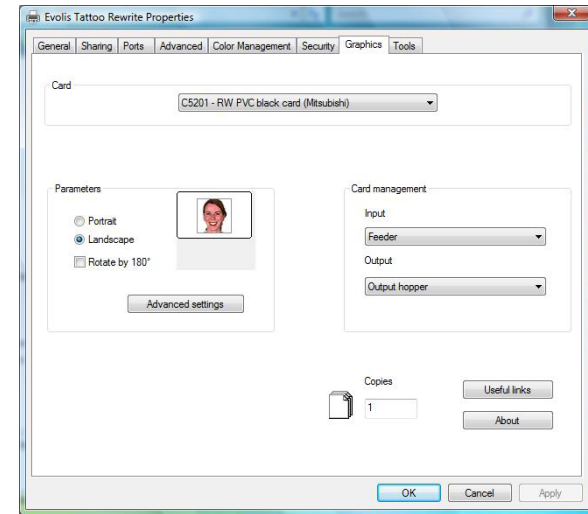 Evolis Tattoo Rewrite Properties
General Sharing Ports Advanced Color Management Security Graphics Tools
Card
C5201 - RW PVC black card (Mitsubishi)
Parameters
Portrait
Landscape
Rotate by 180°
Advanced settings
Card management
Input
Feeder
Output
Output hopper
Copies
1
Useful links
About
OK Cancel Apply